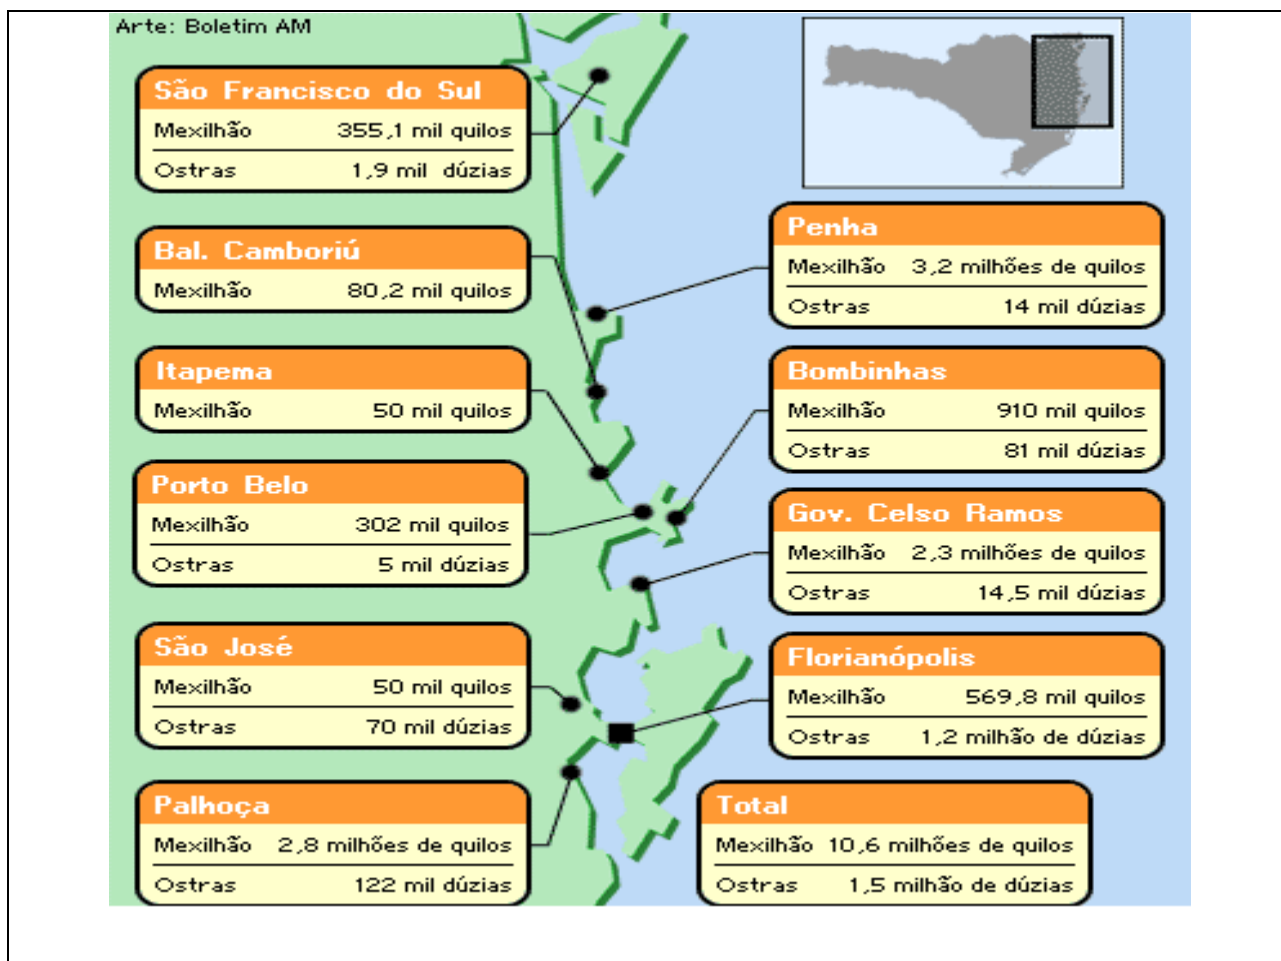 Arte: Boletim AM
São Francisco do Sul
Mexilhão 355,1 mil quilos
Ostras 1,9 mil dúzias
Bal. Camboriú
Mexilhão 80,2 mil quilos
Itapema
Mexilhão 50 mil quilos
Porto Belo
Mexilhão 302 mil quilos
Ostras 5 mil dúzias
São José
Mexilhão 50 mil quilos
Ostras 70 mil dúzias
Palhoça
Mexilhão 2,8 milhões de quilos
Ostras 122 mil dúzias
Penha
Mexilhão 3,2 milhões de quilos
Ostras 14 mil dúzias
Bombinhas
Mexilhão 910 mil quilos
Ostras 81 mil dúzias
Gov. Celso Ramos
Mexilhão 2,3 milhões de quilos
Ostras 14,5 mil dúzias
Florianópolis
Mexilhão 569,8 mil quilos
Ostras 1,2 milhão de dúzias
Total
Mexilhão 10,6 milhões de quilos
Ostras 1,5 milhão de dúzias